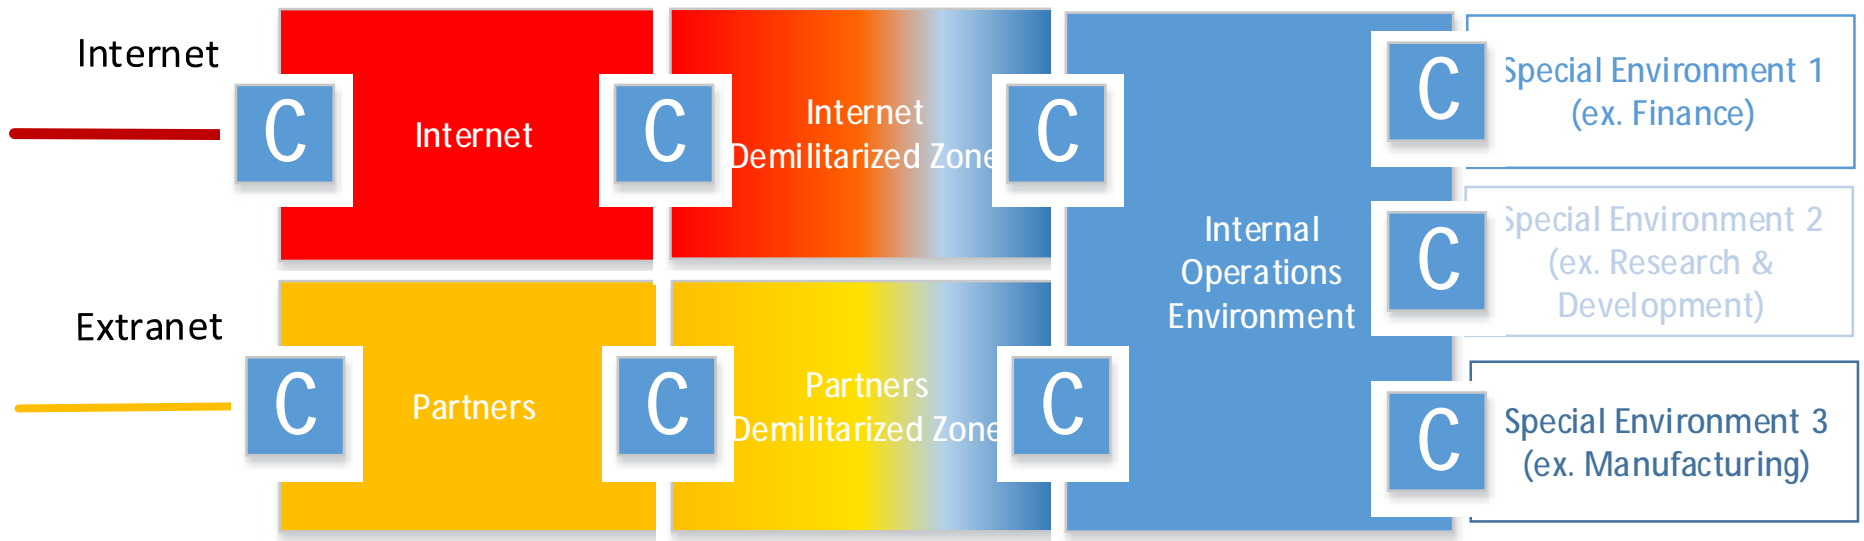 Internet
C
Internet
C
Internet
Demilitarized Zone
C
Extranet
C
Partners
C
Partners
Demilitarized Zone
C
Internal
Operations
Environment
C
Special Environment 1
(ex. Finance)
C
Special Environment 2
(ex. Research &
Development)
C
Special Environment 3
(ex. Manufacturing)